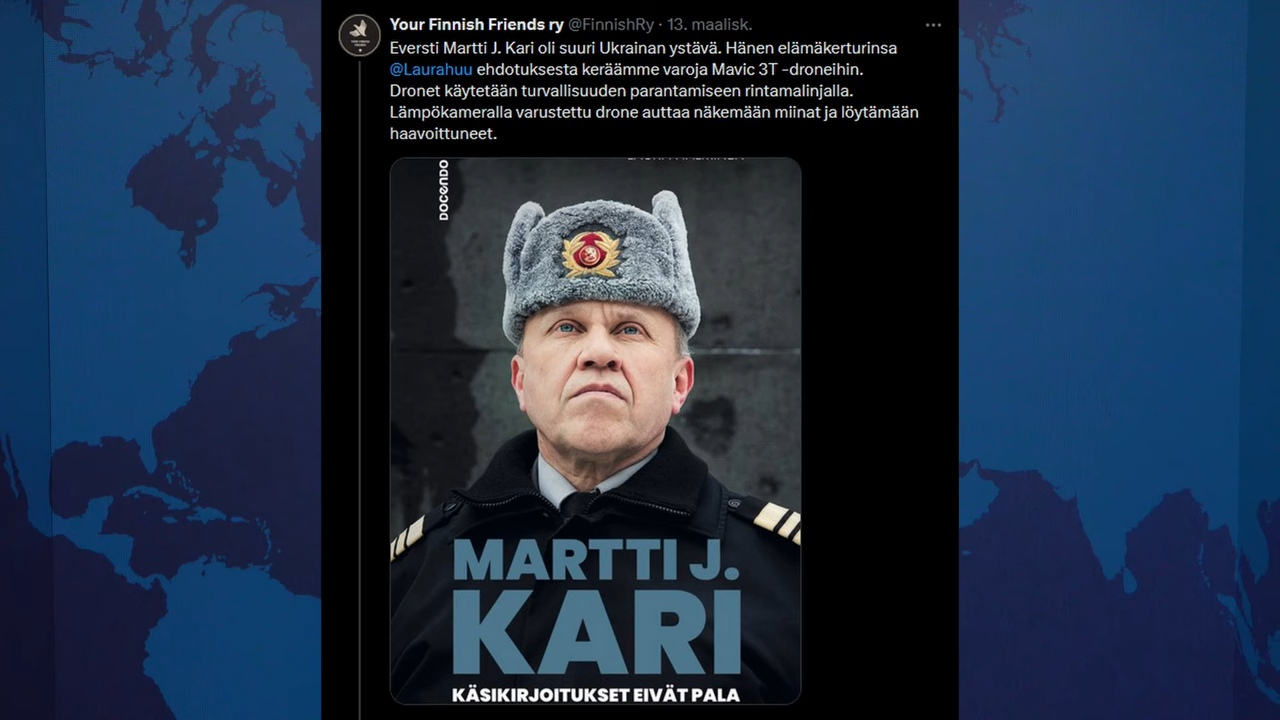 Your Finnish Friends ry @FinnishRy · 13. maalisk.
Eversti Martti J. Kari oli suuri Ukrainan ystävä. Hänen elämäkerturinsa
@Laurahuu ehdotuksesta keräämme varoja Mavic 3T -droneihin.
Dronet käytetään turvallisuuden parantamiseen rintamalinjalla.
Lämpökameralla varustettu drone auttaa näkemään miinat ja löytämään
haavoittuneet.
DOCENDO
MARTTI J.
KARI
KÄSIKIRJOITUKSET EIVÄT PALA